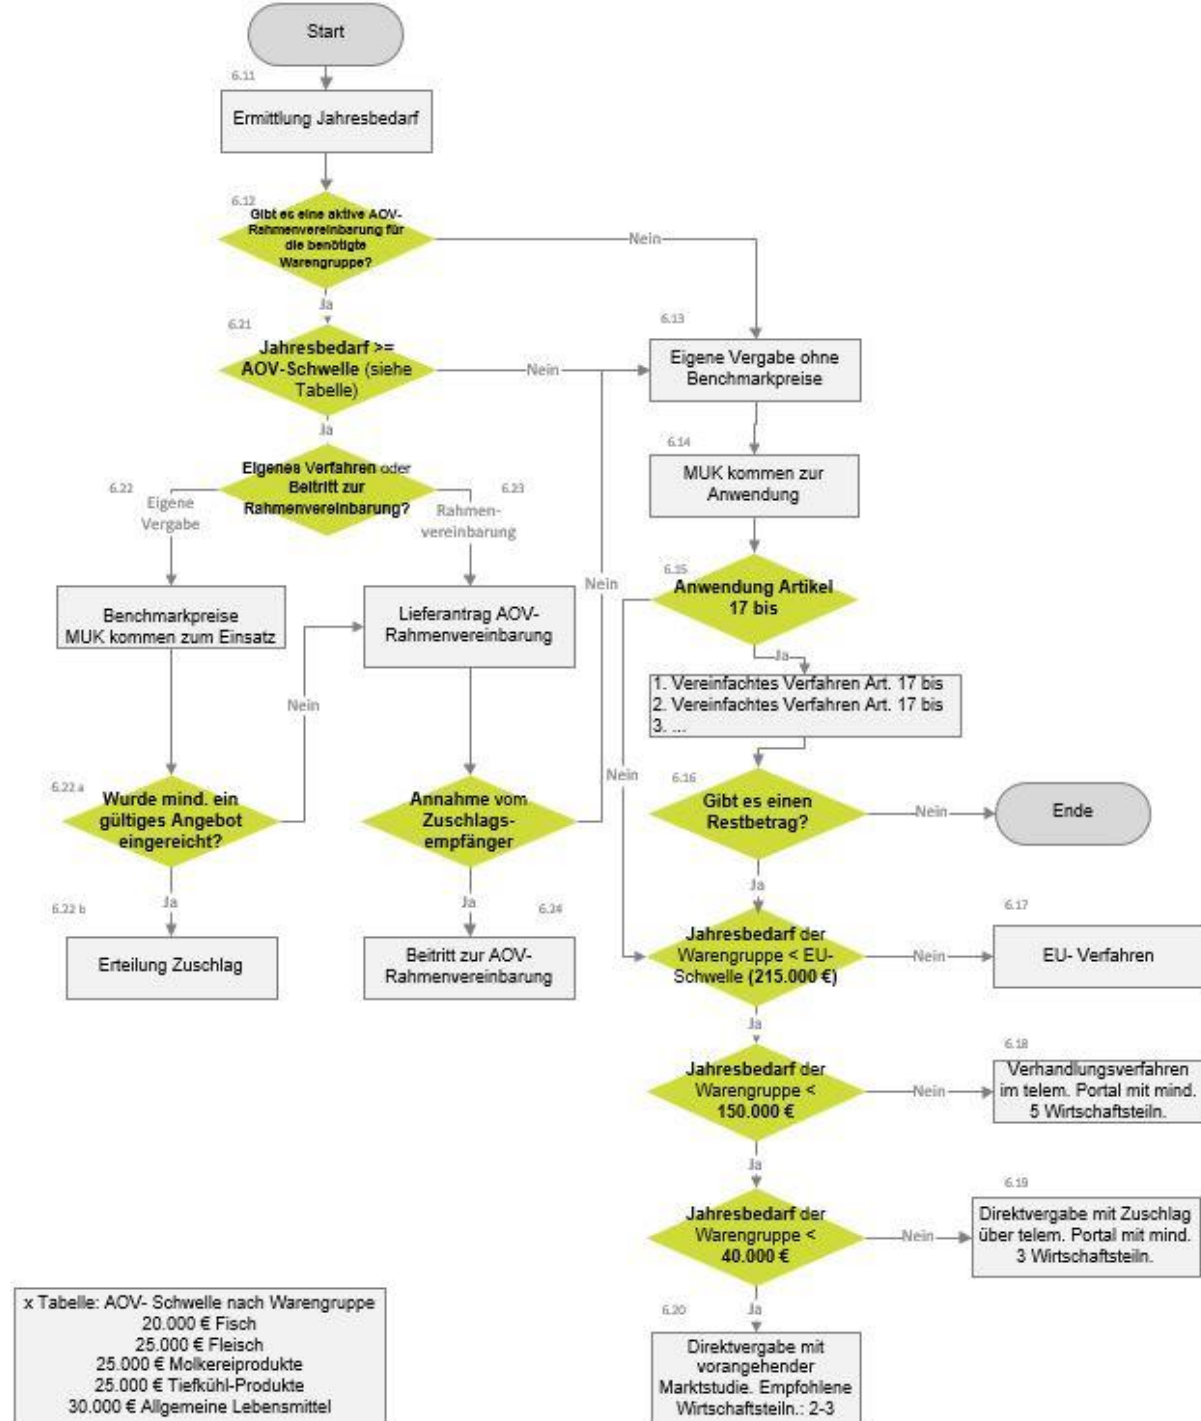 Start
6.11
Ermittlung Jahresbedarf
6.12
Gibt es eine aktive AOV-
Rahmenvereinbarung für
die benötigte
Warengruppe?
Nein
Ja
6.21
Jahresbedarf >=
AOV-Schwelle (siehe
Tabelle)
Nein
Ja
6.13
Eigene Vergabe ohne
Benchmarkpreise
6.14
MUK kommen zur
Anwendung
Eigenes Verfahren oder
Beitritt zur
Rahmenvereinbarung?
6.22
Eigene
Vergabe
6.23
Rahmen-
vereinbarung
Benchmarkpreise
MUK kommen zum Einsatz
Nein
Lieferantrag AOV-
Rahmenvereinbarung
Nein
6.15
Anwendung Artikel
17 bis
Ja
1. Vereinfachtes Verfahren Art. 17 bis
2. Vereinfachtes Verfahren Art. 17 bis
3. ...
Nein
6.22 a
Wurde mind. ein
gültiges Angebot
eingereicht?
Ja
6.22 b
Erteilung Zuschlag
Annahme vom
Zuschlags-
empfänger
Ja
6.24
Beitritt zur AOV-
Rahmenvereinbarung
6.16
Gibt es einen
Restbetrag?
Nein
Ende
Ja
Jahresbedarf der
Warengruppe < EU-
Schwelle (215.000 €)
Nein
6.17
EU- Verfahren
Ja
Jahresbedarf der
Warengruppe <
150.000 €
Nein
6.18
Verhandlungsverfahren
im telem. Portal mit mind.
5 Wirtschaftsteiln.
Ja
Jahresbedarf der
Warengruppe <
40.000 €
Nein
6.19
Direktvergabe mit Zuschlag
über telem. Portal mit mind.
3 Wirtschaftsteiln.
Ja
6.20
Direktvergabe mit
vorangehender
Marktstudie. Empfohlene
Wirtschaftsteiln.: 2-3
x Tabelle: AOV- Schwelle nach Warengruppe
20.000 € Fisch
25.000 € Fleisch
25.000 € Molkereiprodukte
25.000 € Tiefkühl-Produkte
30.000 € Allgemeine Lebensmittel